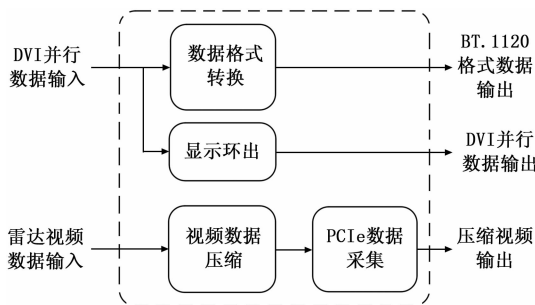 DVI并行
数据输入
数据格式
转换
BT.1120
格式数据
输出
显示环出
DVI并行
数据输出
雷达视频
数据输入
视频数据
压缩
PCIe数据
采集
压缩视频
输出